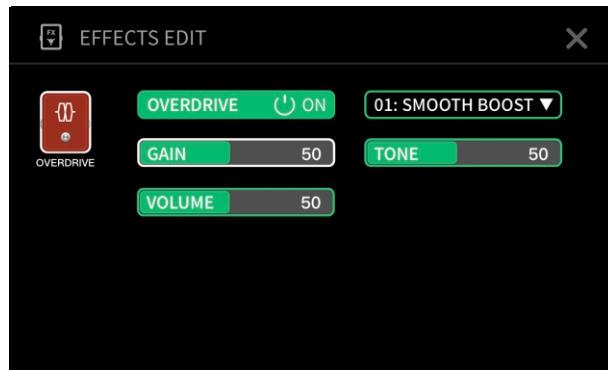 FX
EFFECTS EDIT
OVERDRIVE ON
01: SMOOTH BOOST
OVERDRIVE
GAIN 50
TONE 50
VOLUME 50